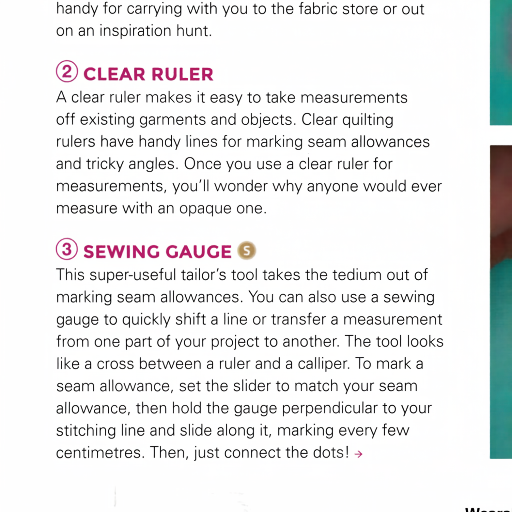 handy for carrying with you to the fabric store or out
on an inspiration hunt.
2 CLEAR RULER
A clear ruler makes it easy to take measurements
off existing garments and objects. Clear quilting
rulers have handy lines for marking seam allowances
and tricky angles. Once you use a clear ruler for
measurements, you'll wonder why anyone would ever
measure with an opaque one.
3 SEWING GAUGE S
This super-useful tailor's tool takes the tedium out of
marking seam allowances. You can also use a sewing
gauge to quickly shift a line or transfer a measurement
from one part of your project to another. The tool looks
like a cross between a ruler and a calliper. To mark a
seam allowance, set the slider to match your seam
allowance, then hold the gauge perpendicular to your
stitching line and slide along it, marking every few
centimetres. Then, just connect the dots! →